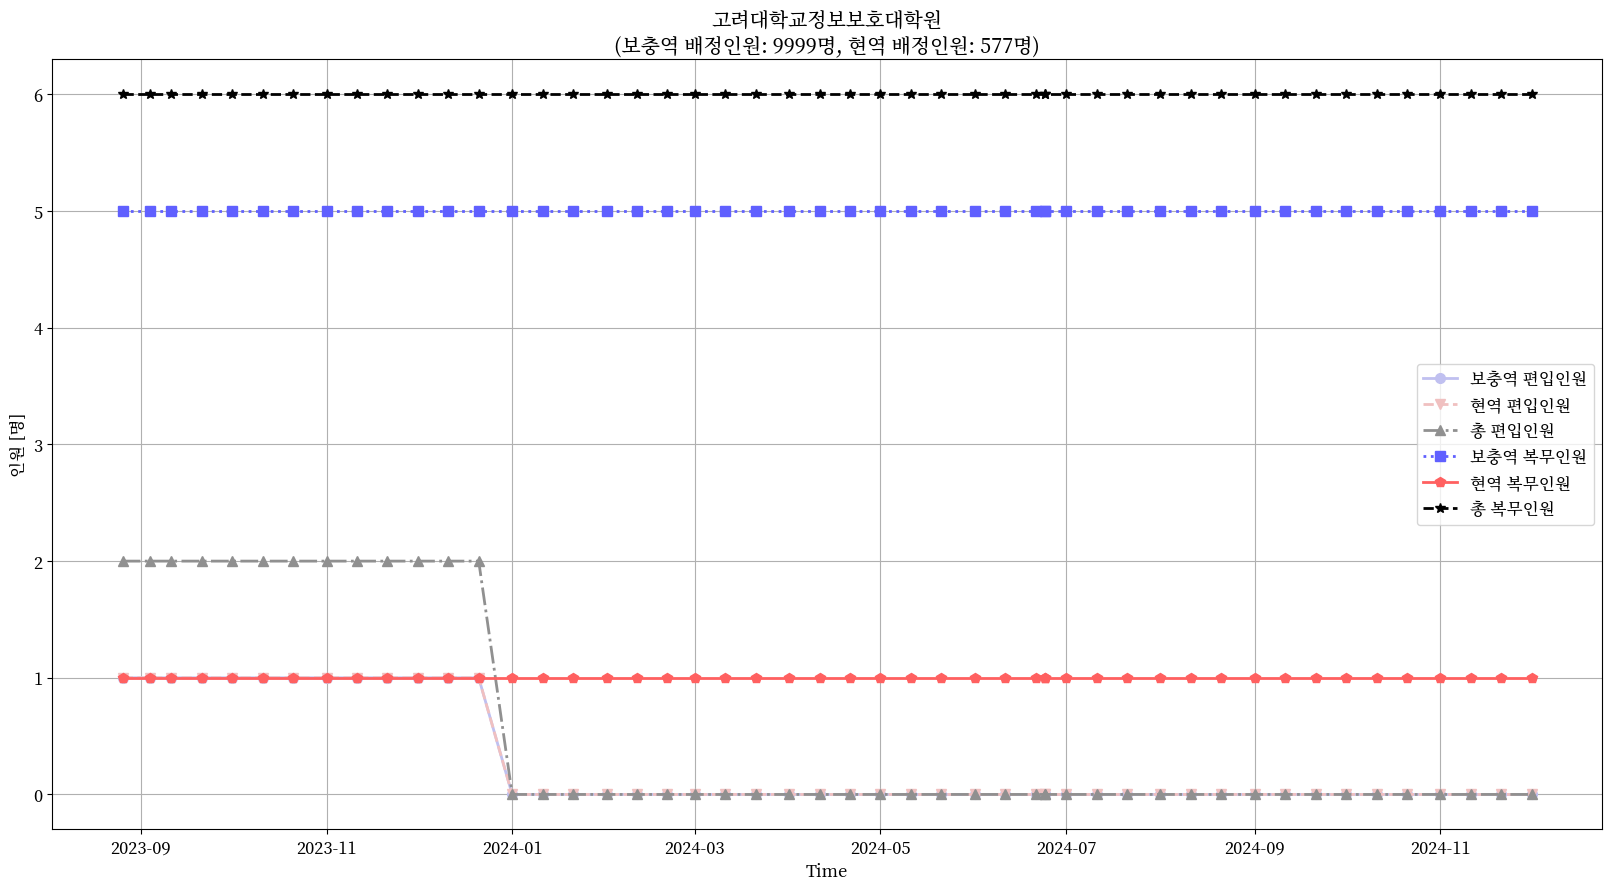 고려대학교정보보호대학원
(보충역 배정인원: 9999명, 현역 배정인원: 577명)
6
5
4
3
2
1
0
인원 [명]
보충역 편입인원
현역 편입인원
총 편입인원
보충역 복무인원
현역 복무인원
총 복무인원
2023-09
2023-11
2024-01
2024-03
2024-05
2024-07
2024-09
2024-11
Time